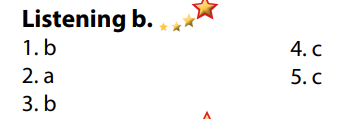 Listening b.
1. b
2. a
3. b
4. c
5. c